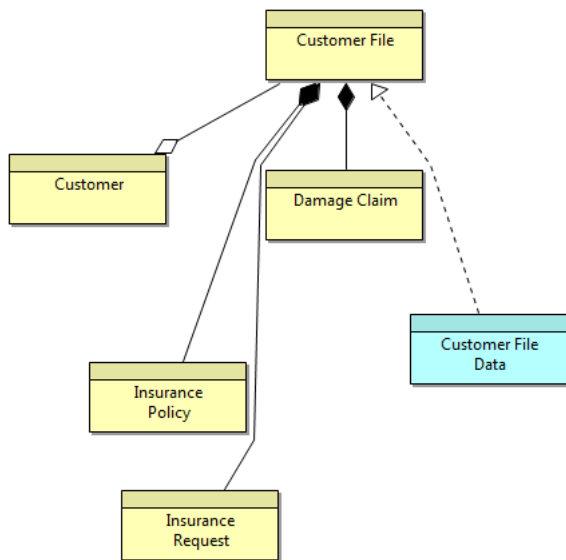 Customer File
Customer
Damage Claim
Customer File
Data
Insurance
Policy
Insurance
Request